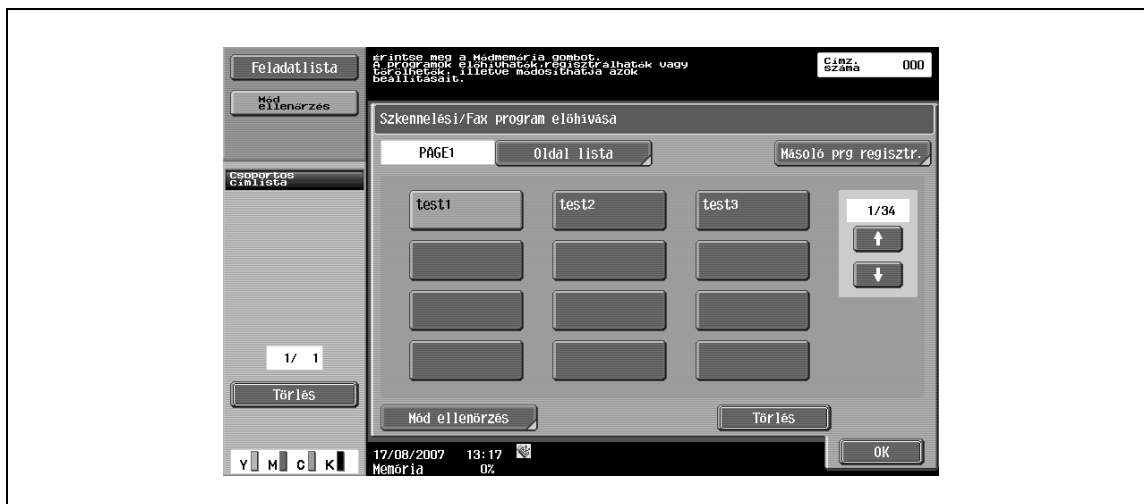 Feladatlista
Mód
ellenőrzés
Csoportos
címlista
1/ 1
Törlés
Y M C K
érintse meg a Módmemória gombot.
A programok előhívhatók,regisztrálhatók vagy
törölhetők, illetve módosíthatja azok
beállításait.
Címz.
száma 000
Szkennelési/Fax program előhívása
PAGE1 Oldal lista Másoló prg regisztr.
test1 test2 test3
1/34
Mód ellenőrzés Törlés
OK
17/08/2007 13:17
Memória 0%